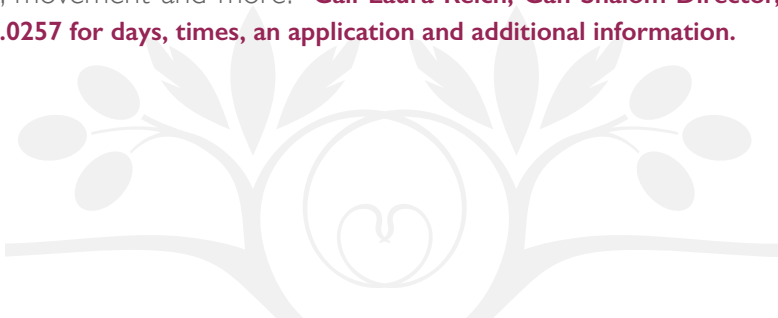 , movement and more. Call Laura Reich, Gan Shalom Director,
.0257 for days, times, an application and additional information.